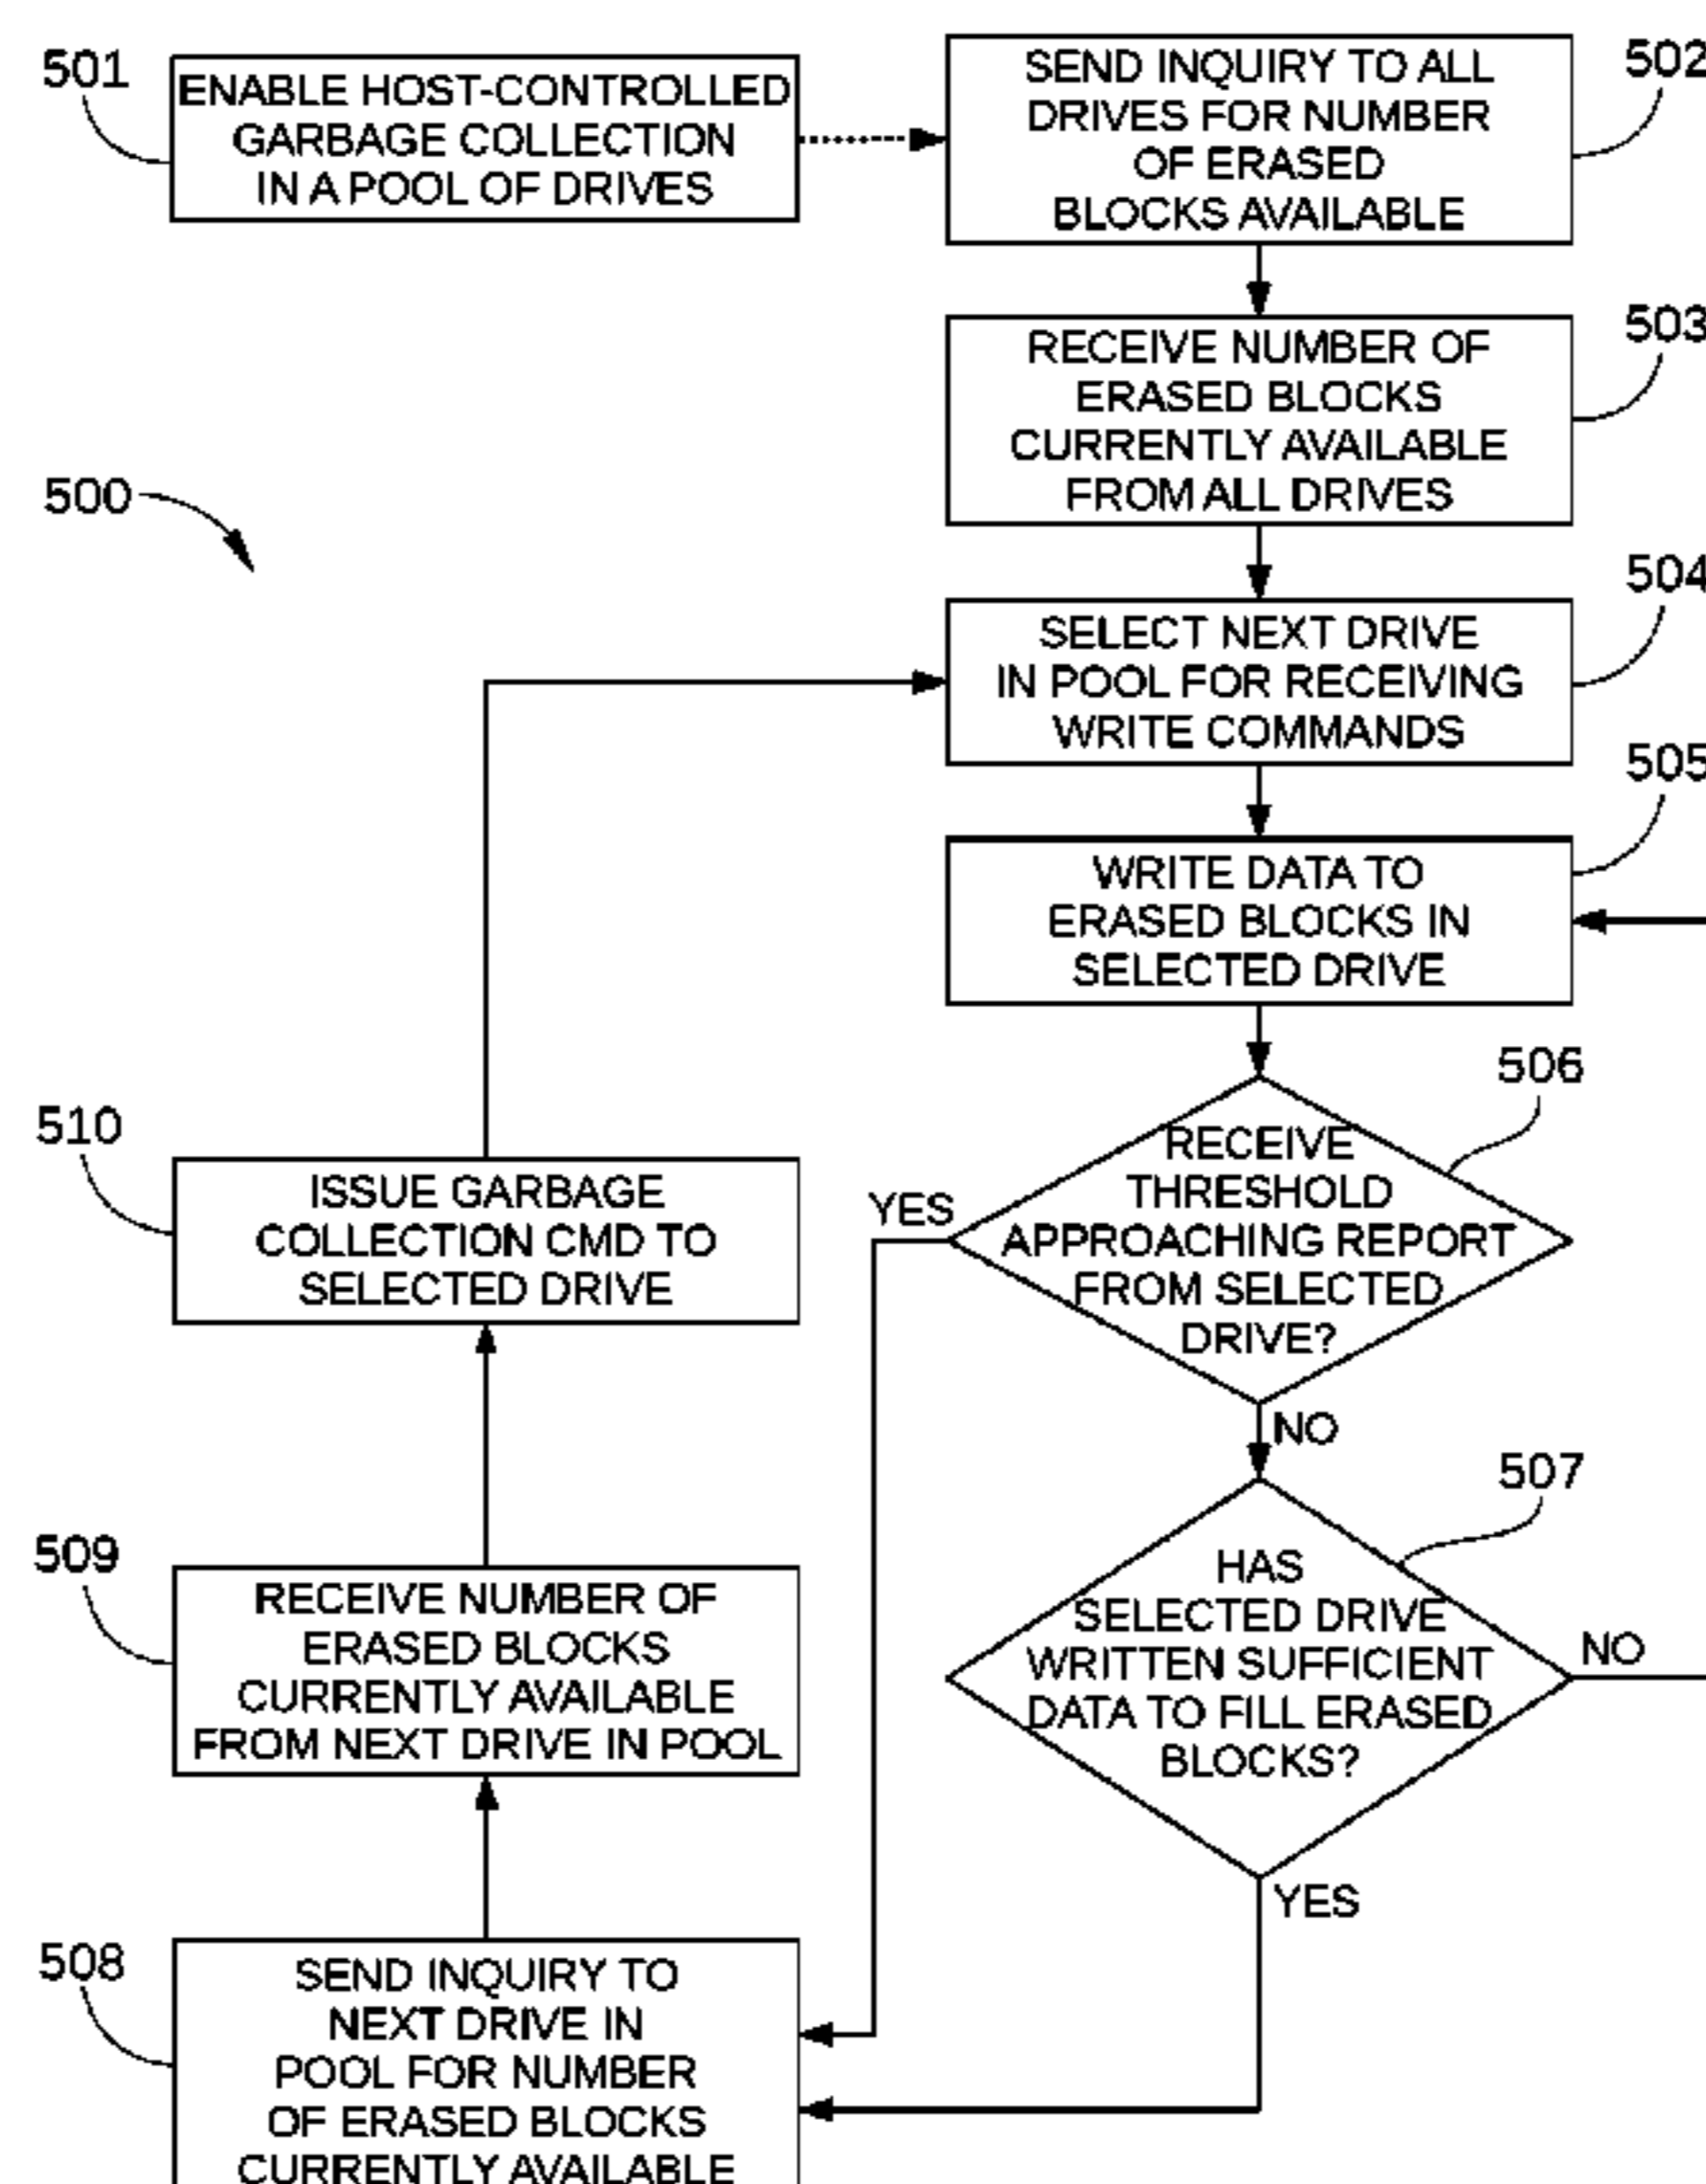 501
ENABLE HOST-CONTROLLED
GARBAGE COLLECTION
IN A POOL OF DRIVES
502
SEND INQUIRY TO ALL
DRIVES FOR NUMBER
OF ERASED
BLOCKS AVAILABLE
503
RECEIVE NUMBER OF
ERASED BLOCKS
CURRENTLY AVAILABLE
FROM ALL DRIVES
500
504
SELECT NEXT DRIVE
IN POOL FOR RECEIVING
WRITE COMMANDS
505
WRITE DATA TO
ERASED BLOCKS IN
SELECTED DRIVE
506
RECEIVE
THRESHOLD
APPROACHING REPORT
FROM SELECTED
DRIVE?
YES
NO
507
HAS
SELECTED DRIVE
WRITTEN SUFFICIENT
DATA TO FILL ERASED
BLOCKS?
NO
YES
508
SEND INQUIRY TO
NEXT DRIVE IN
POOL FOR NUMBER
OF ERASED BLOCKS
CURRENTLY AVAILABLE
509
RECEIVE NUMBER OF
ERASED BLOCKS
CURRENTLY AVAILABLE
FROM NEXT DRIVE IN POOL
510
ISSUE GARBAGE
COLLECTION CMD TO
SELECTED DRIVE